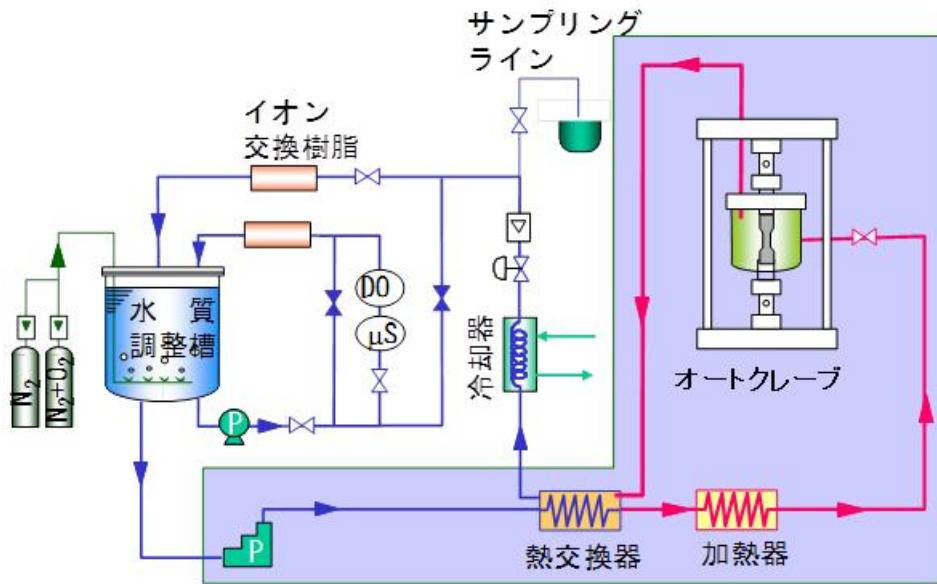 サンプリング
ライン
イオン
交換樹脂
DO
μS
水 質
調整槽
N2
N2+O2
P
冷却器
オートクレーブ
P
熱交換器
加熱器